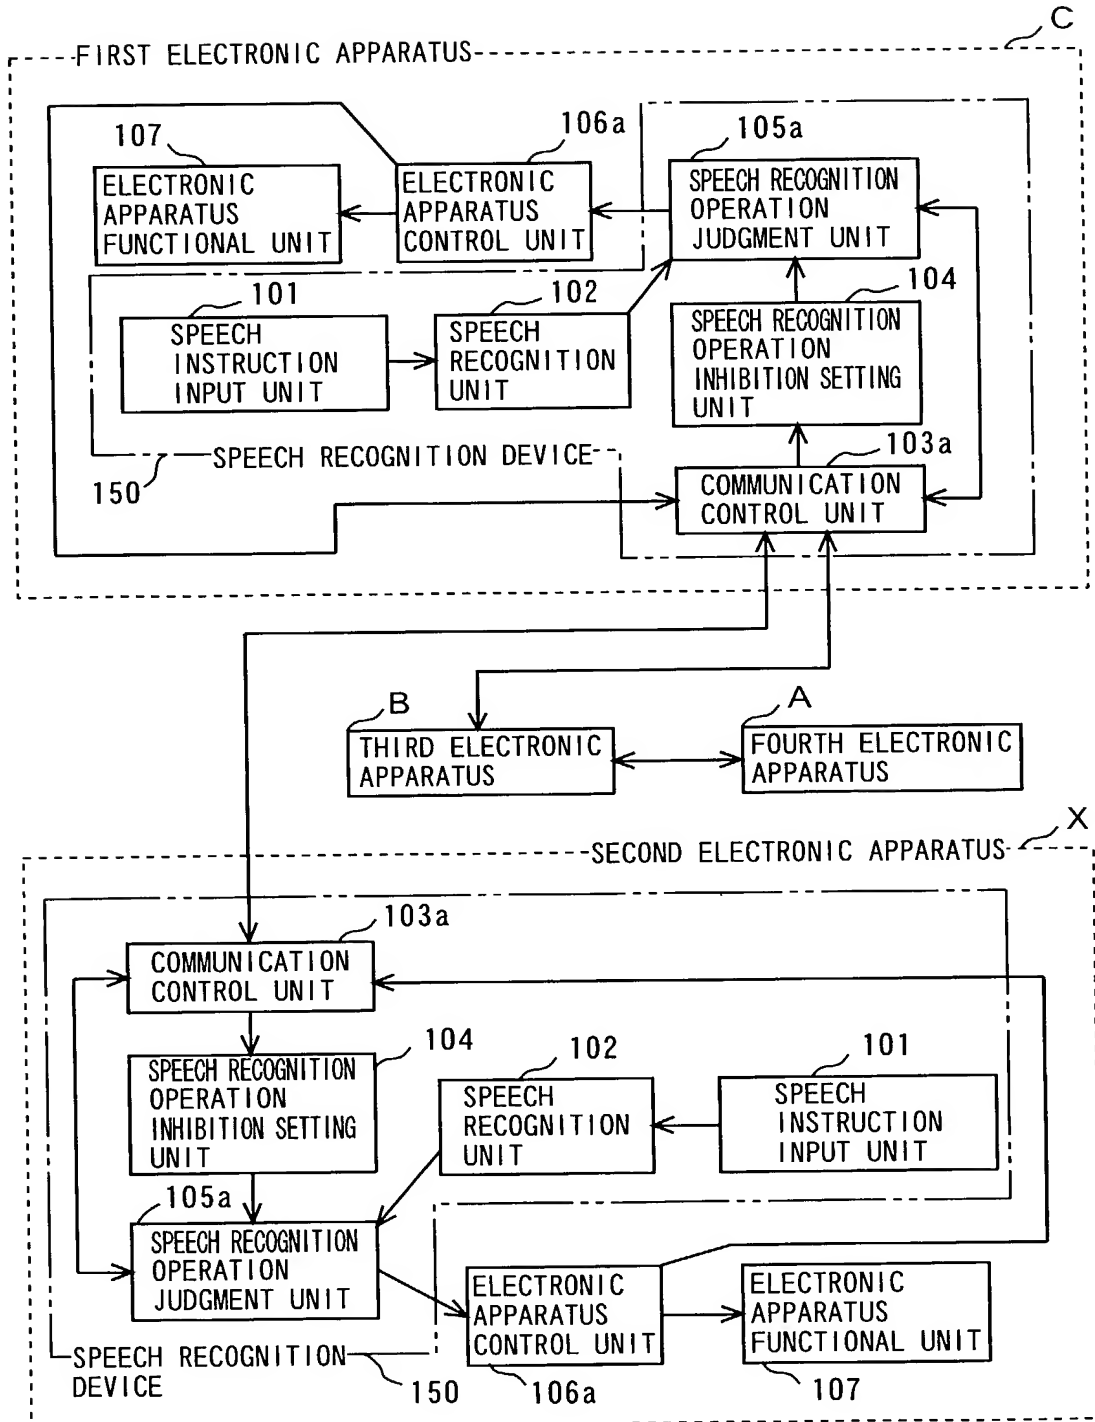 C
FIRST ELECTRONIC APPARATUS
107
106a
105a
ELECTRONIC
APPARATUS
FUNCTIONAL UNIT
ELECTRONIC
APPARATUS
CONTROL UNIT
SPEECH RECOGNITION
OPERATION
JUDGMENT UNIT
101
102
104
SPEECH
INSTRUCTION
INPUT UNIT
SPEECH
RECOGNITION
UNIT
SPEECH RECOGNITION
OPERATION
INHIBITION SETTING
UNIT
150
SPEECH RECOGNITION DEVICE
103a
COMMUNICATION
CONTROL UNIT
B
THIRD ELECTRONIC
APPARATUS
A
FOURTH ELECTRONIC
APPARATUS
X
SECOND ELECTRONIC APPARATUS
103a
COMMUNICATION
CONTROL UNIT
104
102
101
SPEECH RECOGNITION
OPERATION
INHIBITION SETTING
UNIT
SPEECH
RECOGNITION
UNIT
SPEECH
INSTRUCTION
INPUT UNIT
105a
SPEECH RECOGNITION
OPERATION
JUDGMENT UNIT
ELECTRONIC
APPARATUS
CONTROL UNIT
ELECTRONIC
APPARATUS
FUNCTIONAL UNIT
SPEECH RECOGNITION
DEVICE
150
106a
107